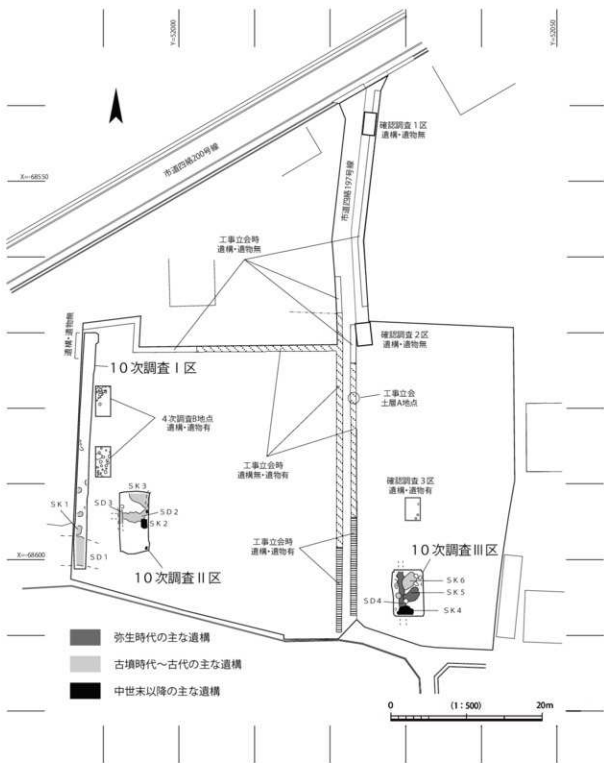 Y=52000
Y=52050
確認調査1区
遺構・遺物無
市道四絡200号線
X=-68550
市道四絡197号線
工事立会時
遺構・遺物無
遺構・遺物無
確認調査2区
遺構・遺物無
10次調査Ⅰ区
4次調査B地点
遺構・遺物有
工事立会
土層A地点
工事立会時
遺構無・遺物有
確認調査3区
遺構・遺物有
SK3
SD3
SD2
SK2
SK1
工事立会時
遺構・遺物有
X=-68600
SD1
10次調査Ⅱ区
10次調査Ⅲ区
SK6
SK5
SD4
SK4
弥生時代の主な遺構
古墳時代～古代の主な遺構
中世末以降の主な遺構
0
(1:500)
20m